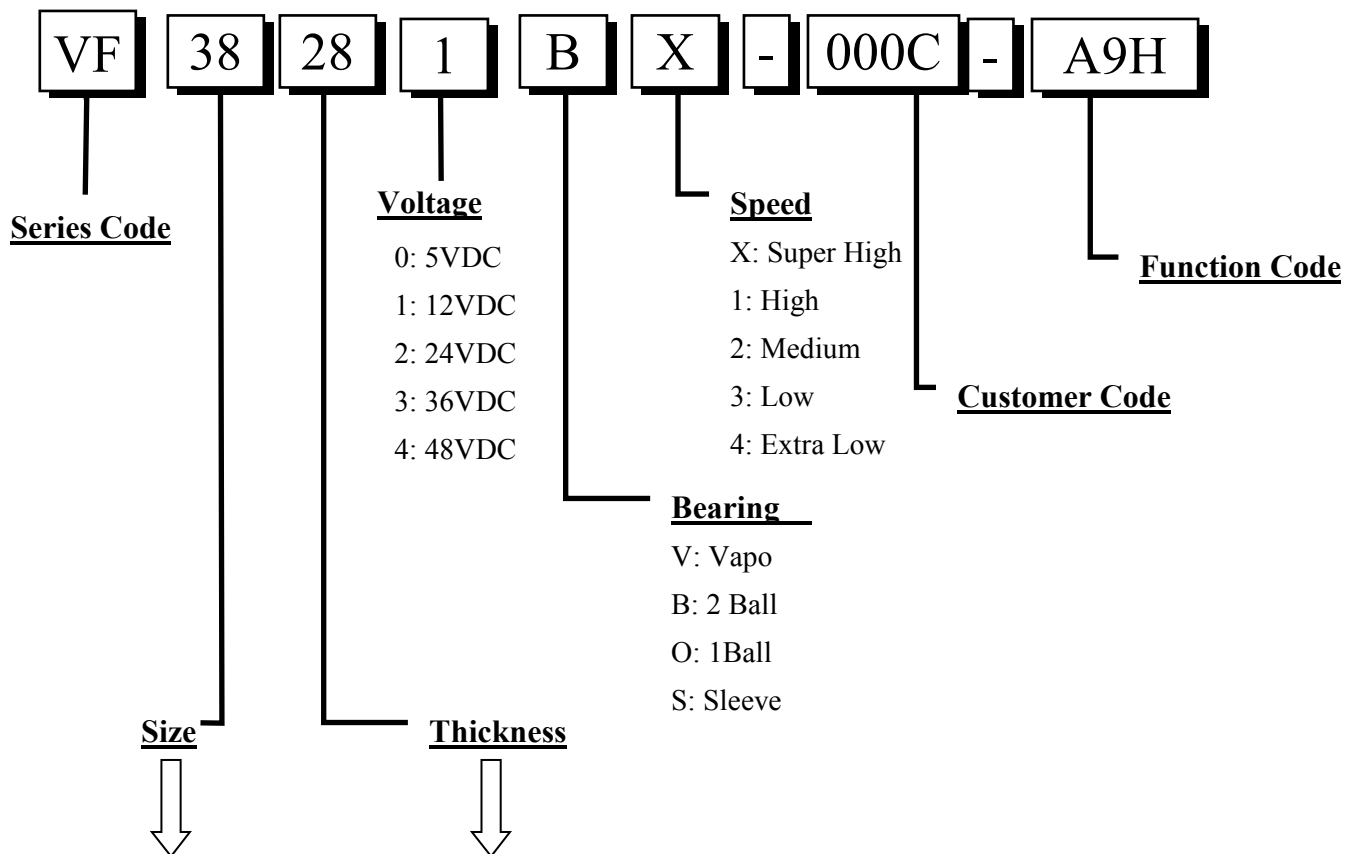 VF 38 28 1 B X - 000C - A9H
Series Code
Voltage
0: 5VDC
1: 12VDC
2: 24VDC
3: 36VDC
4: 48VDC
Speed
X: Super High
1: High
2: Medium
3: Low
4: Extra Low
Function Code
Customer Code
Bearing
V: Vapo
B: 2 Ball
O: 1Ball
S: Sleeve
Size
Thickness